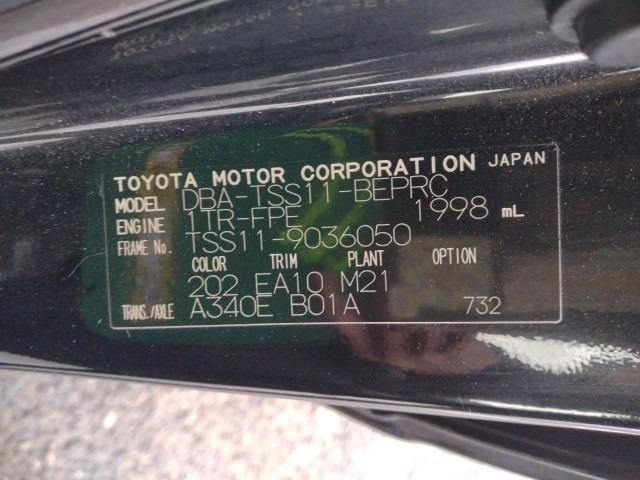 TOYOTA MOTOR CORPORATION JAPAN
MODEL DBA-TSS11-BEPRC
ENGINE 1TR-FPE 1998 mL
FRAME No. TSS11-9036050
COLOR TRIM PLANT OPTION
202 EA10 M21
TRANS./AXLE A340E B01A 732